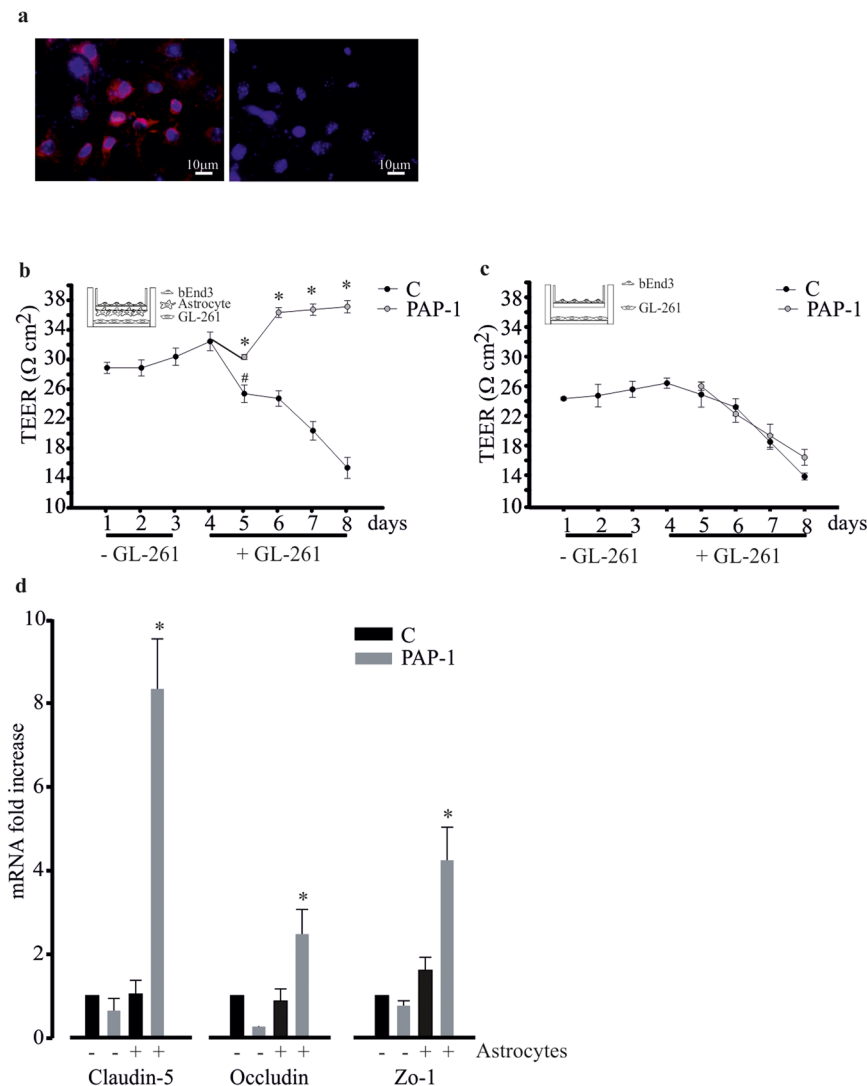 a
10μm
10μm
b
bEnd3
Astrocyte
GL-261
C
PAP-1
*
*
*
*
#
38
34
30
26
22
18
14
10
TEER (Ω cm2)
1 2 3 4 5 6 7 8 days
- GL-261 + GL-261
c
bEnd3
GL-261
C
PAP-1
38
34
30
26
22
18
14
10
TEER (Ω cm2)
1 2 3 4 5 6 7 8 days
- GL-261 + GL-261
d
C
PAP-1
10
8
6
4
2
0
mRNA fold increase
*
*
*
- - + + - - + + - - + + Astrocytes
Claudin-5 Occludin Zo-1